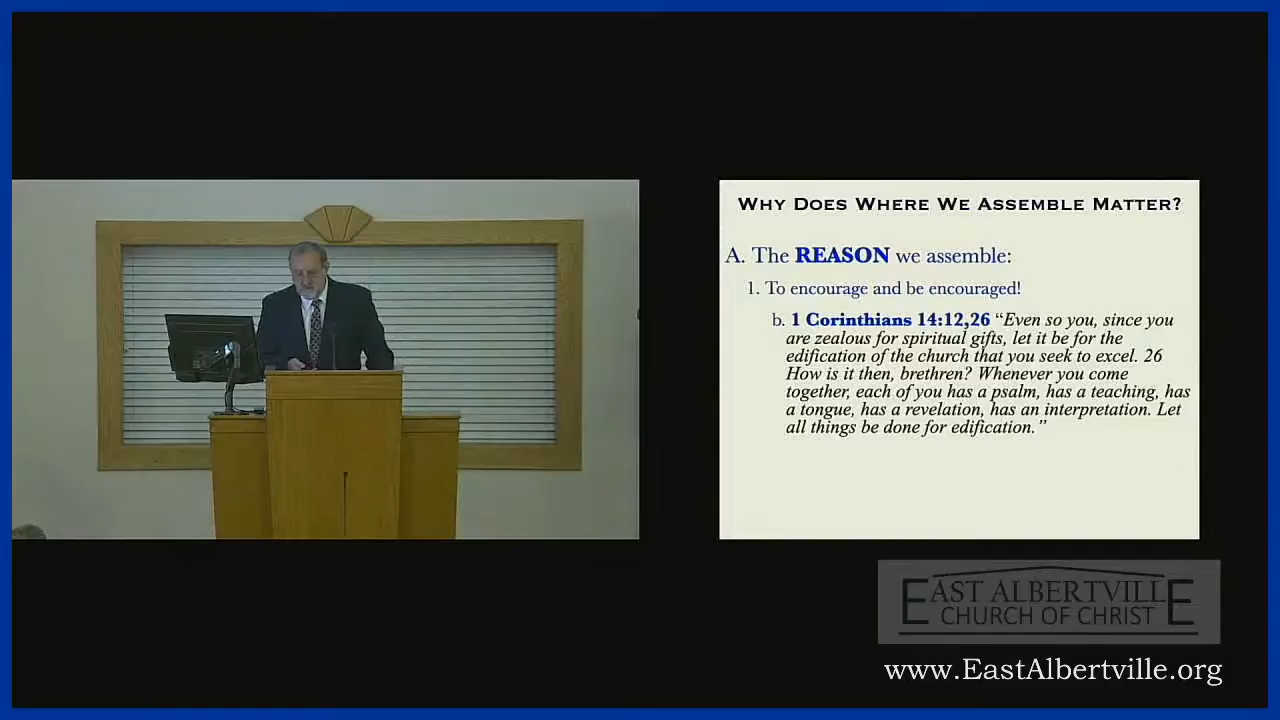 WHY DOES WHERE WE ASSEMBLE MATTER?
A. The REASON we assemble:
1. To encourage and be encouraged!
b. 1 Corinthians 14:12,26 “Even so you, since you
are zealous for spiritual gifts, let it be for the
edification of the church that you seek to excel. 26
How is it then, brethren? Whenever you come
together, each of you has a psalm, has a teaching, has
a tongue, has a revelation, has an interpretation. Let
all things be done for edification.”
EAST ALBERTVILLE
CHURCH OF CHRIST
www.EastAlbertville.org